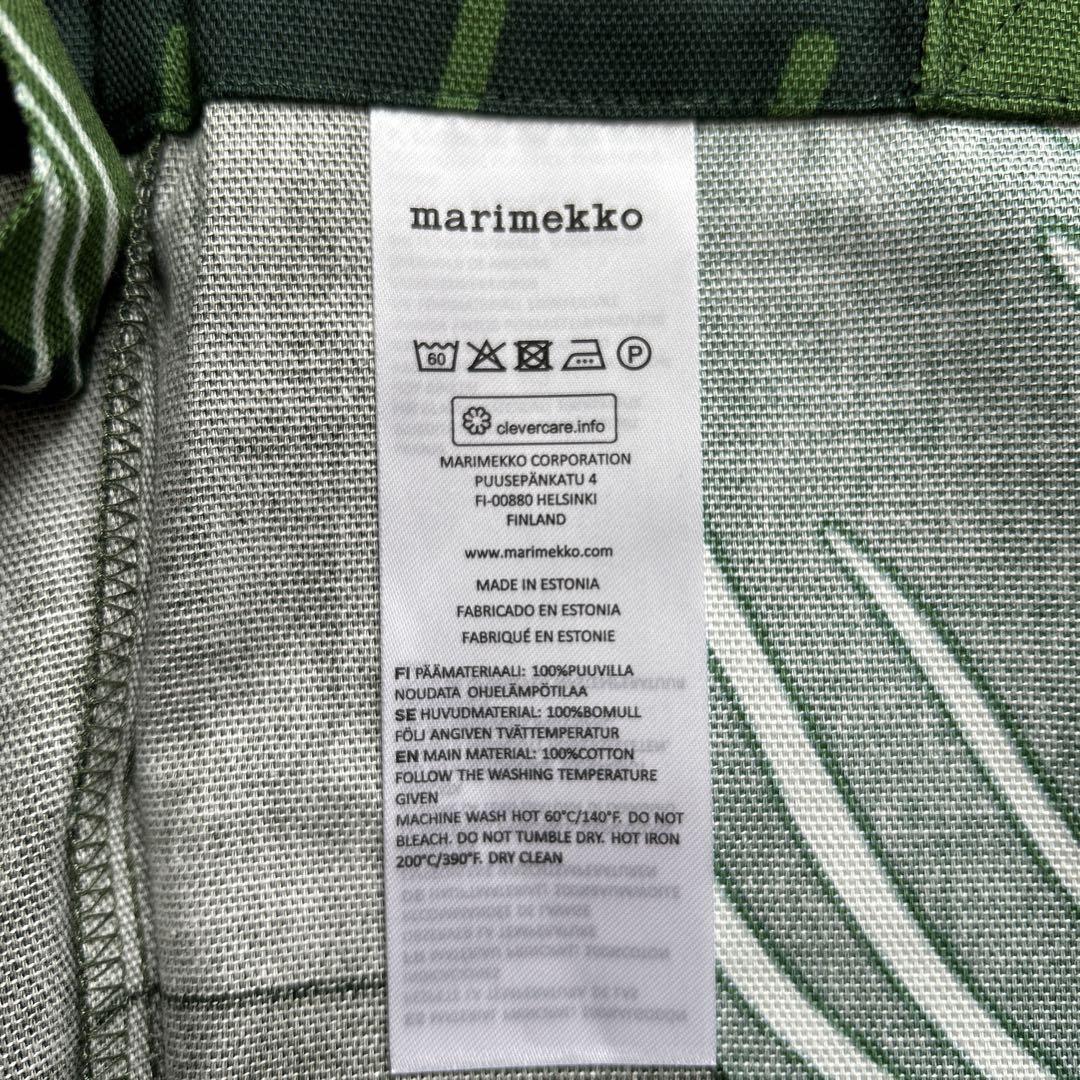 marimekko
60
P
clevercare.info
MARIMEKKO CORPORATION
PUUSEPÄNKATU 4
FI-00880 HELSINKI
FINLAND
www.marimekko.com
MADE IN ESTONIA
FABRICADO EN ESTONIA
FABRIQUÉ EN ESTONIE
FI PÄÄMATERIAALI: 100%PUUVILLA
NOUDATA OHJELÄMPÖTILAA
SE HUVUDMATERIAL: 100%BOMULL
FÖLJ ANGIVEN TVÄTTEMPERATUR
EN MAIN MATERIAL: 100%COTTON
FOLLOW THE WASHING TEMPERATURE
GIVEN
MACHINE WASH HOT 60°C/140°F. DO NOT
BLEACH. DO NOT TUMBLE DRY. HOT IRON
200°C/390°F. DRY CLEAN